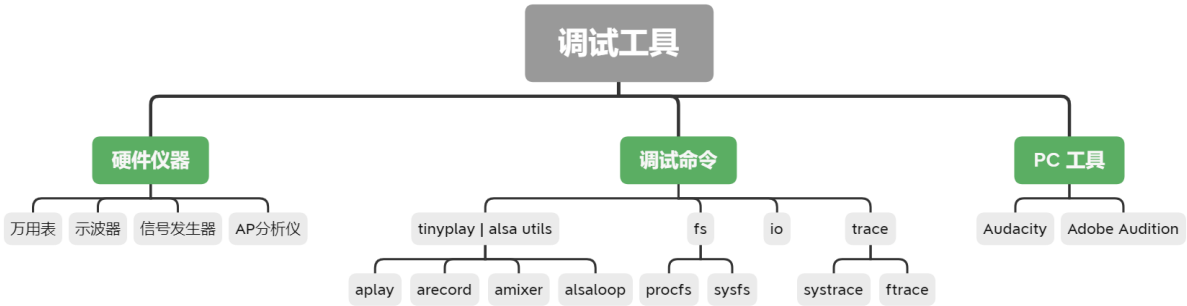 调试工具
硬件仪器
调试命令
PC 工具
万用表
示波器
信号发生器
AP分析仪
tinyplay | alsa utils
fs
io
trace
Audacity
Adobe Audition
aplay
arecord
amixer
alsaloop
procfs
sysfs
systrace
ftrace